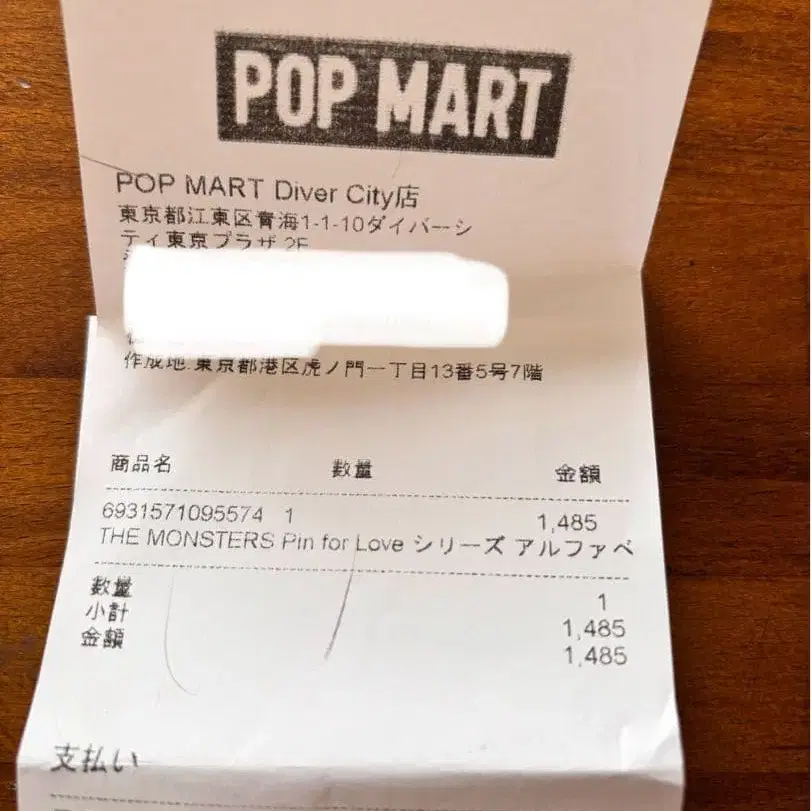 POP MART
POP MART Diver City店
東京都江東区青海1-1-10ダイバーシ
ティ東京プラザ 2F
作成地:東京都港区虎ノ門一丁目13番5号7階
商品名 数量 金額
6931571095574 1 1,485
THE MONSTERS Pin for Love シリーズ アルファベ
数量 1
小計 1,485
金額 1,485
支払い